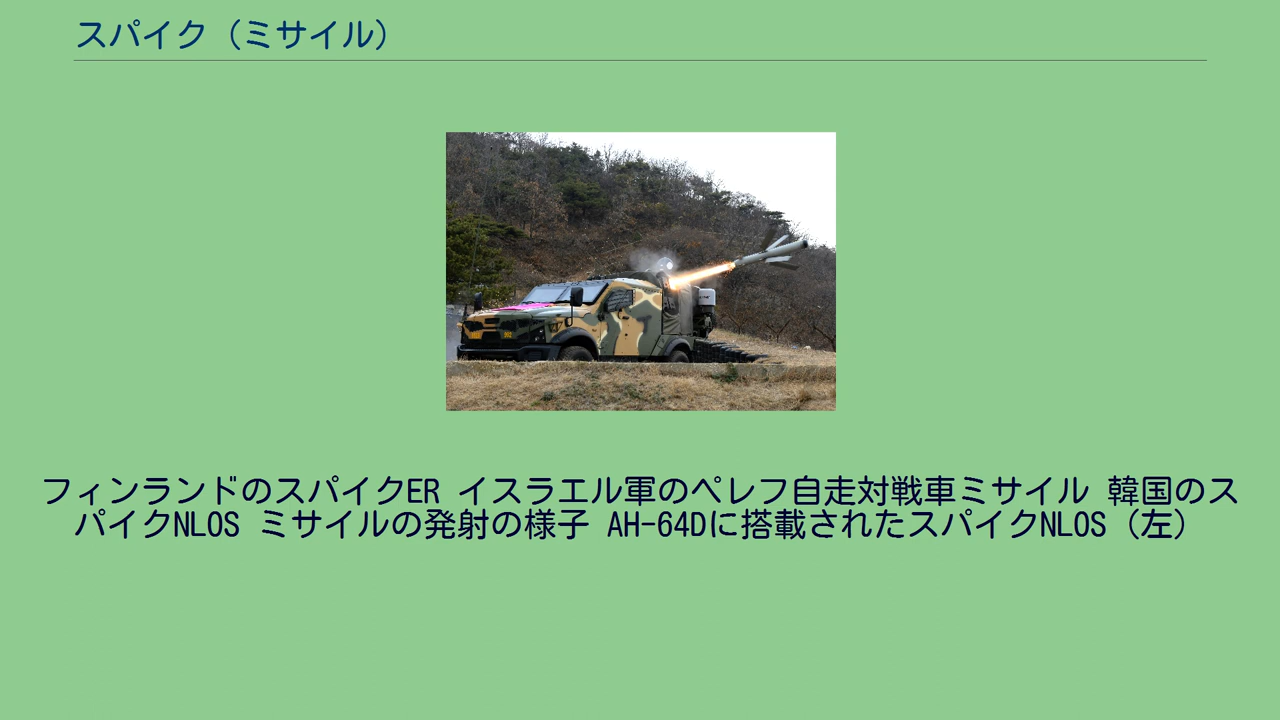 スパイク（ミサイル）
フィンランドのスパイクER イスラエル軍のペレフ自走対戦車ミサイル 韓国のス
パイクNLOS ミサイルの発射の様子 AH-64Dに搭載されたスパイクNLOS（左）